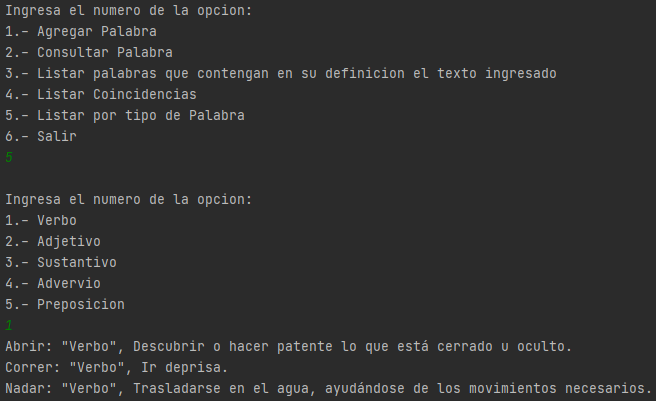 Ingresa el numero de la opcion:
1.- Agregar Palabra
2.- Consultar Palabra
3.- Listar palabras que contengan en su definicion el texto ingresado
4.- Listar Coincidencias
5.- Listar por tipo de Palabra
6.- Salir
5
Ingresa el numero de la opcion:
1.- Verbo
2.- Adjetivo
3.- Sustantivo
4.- Advervio
5.- Preposicion
1
Abrir: "Verbo", Descubrir o hacer patente lo que está cerrado u oculto.
Correr: "Verbo", Ir deprisa.
Nadar: "Verbo", Trasladarse en el agua, ayudándose de los movimientos necesarios.